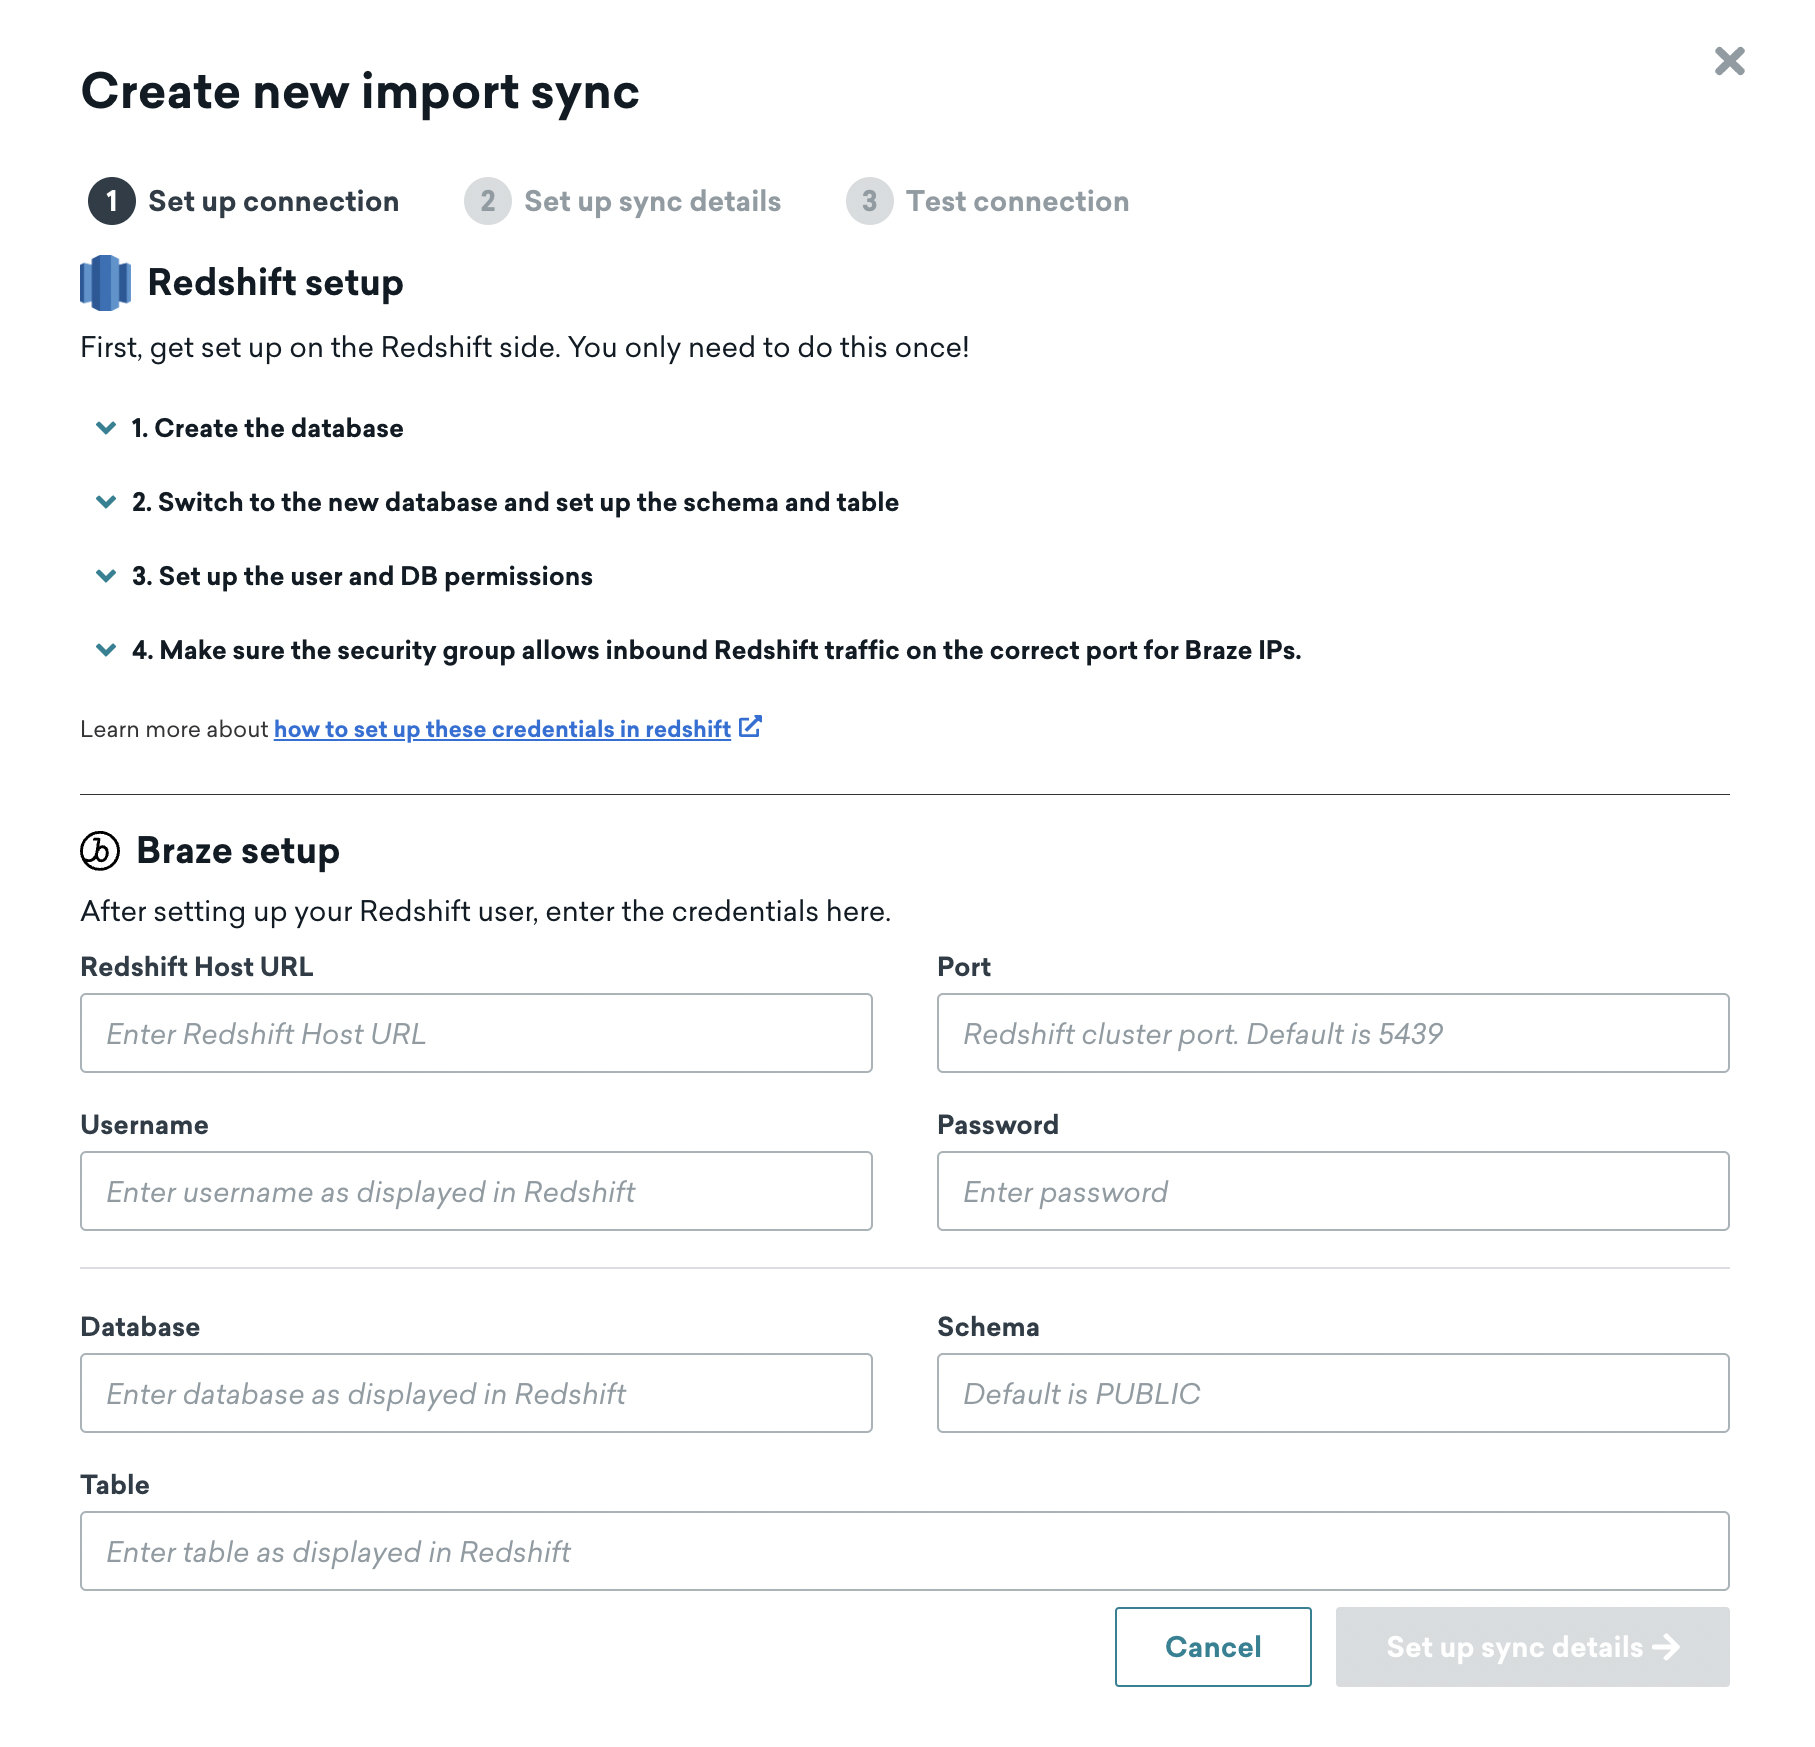 Create new import sync
1 Set up connection 2 Set up sync details 3 Test connection
Redshift setup
First, get set up on the Redshift side. You only need to do this once!
1. Create the database
2. Switch to the new database and set up the schema and table
3. Set up the user and DB permissions
4. Make sure the security group allows inbound Redshift traffic on the correct port for Braze IPs.
Learn more about how to set up these credentials in redshift
b Braze setup
After setting up your Redshift user, enter the credentials here.
Redshift Host URL Port
Enter Redshift Host URL Redshift cluster port. Default is 5439
Username Password
Enter username as displayed in Redshift Enter password
Database Schema
Enter database as displayed in Redshift Default is PUBLIC
Table
Enter table as displayed in Redshift
Cancel Set up sync details